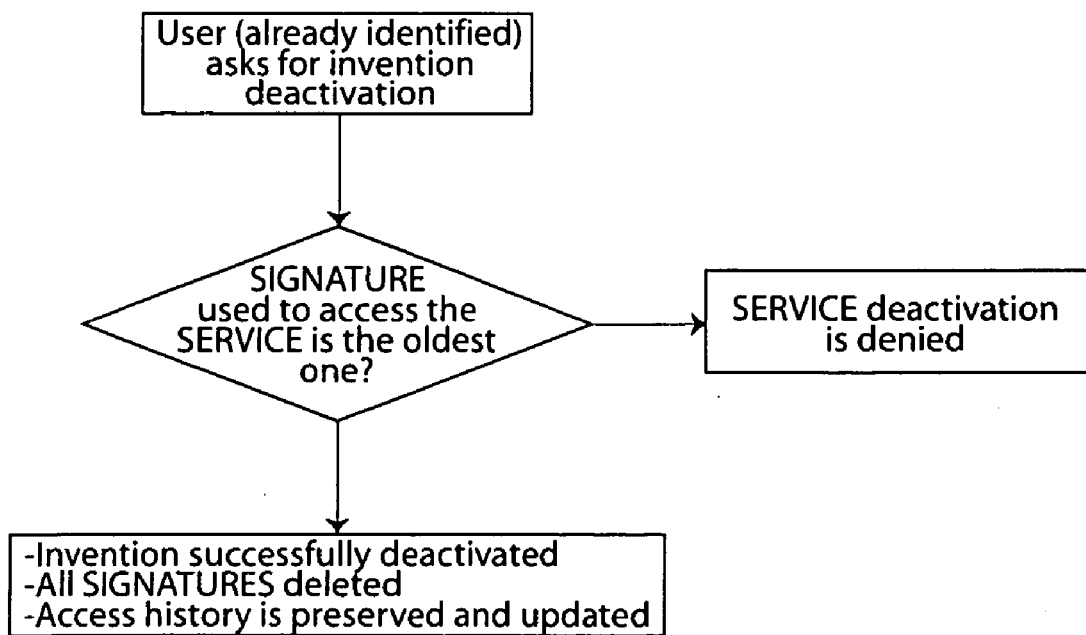 User (already identified)
asks for invention
deactivation
SIGNATURE
used to access the
SERVICE is the oldest
one?
SERVICE deactivation
is denied
-Invention successfully deactivated
-All SIGNATURES deleted
-Access history is preserved and updated